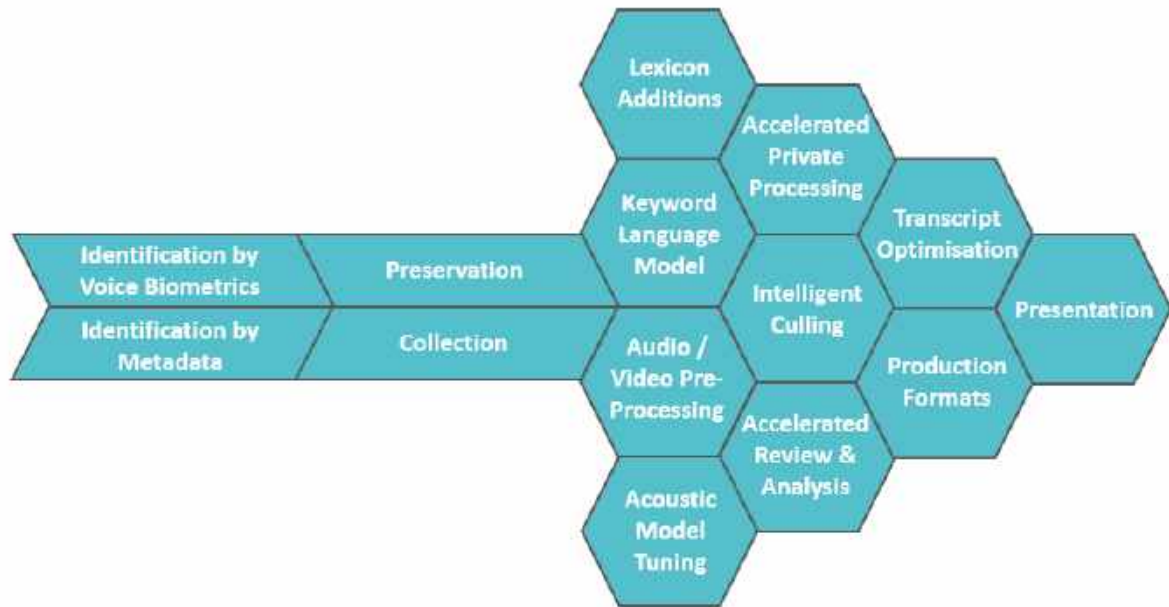 Identification by
Voice Biometrics
Identification by
Metadata
Preservation
Collection
Lexicon
Additions
Keyword
Language
Model
Audio /
Video Pre-
Processing
Acoustic
Model
Tuning
Accelerated
Private
Processing
Intelligent
Culling
Accelerated
Review &
Analysis
Transcript
Optimisation
Production
Formats
Presentation